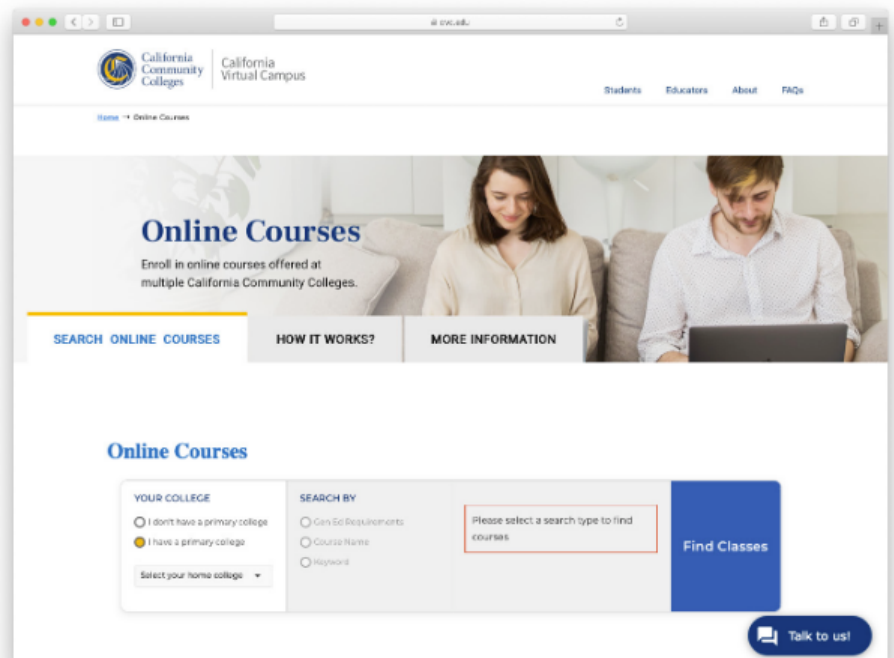 cvc.edu
California
Community
Colleges
California
Virtual Campus
Students Educators About FAQs
Home → Online Courses
Online Courses
Enroll in online courses offered at
multiple California Community Colleges.
SEARCH ONLINE COURSES HOW IT WORKS? MORE INFORMATION
Online Courses
YOUR COLLEGE
I don't have a primary college
I have a primary college
Select your home college
SEARCH BY
Gen Ed Requirements
Course Name
Keyword
Please select a search type to find
courses
Find Classes
Talk to us!